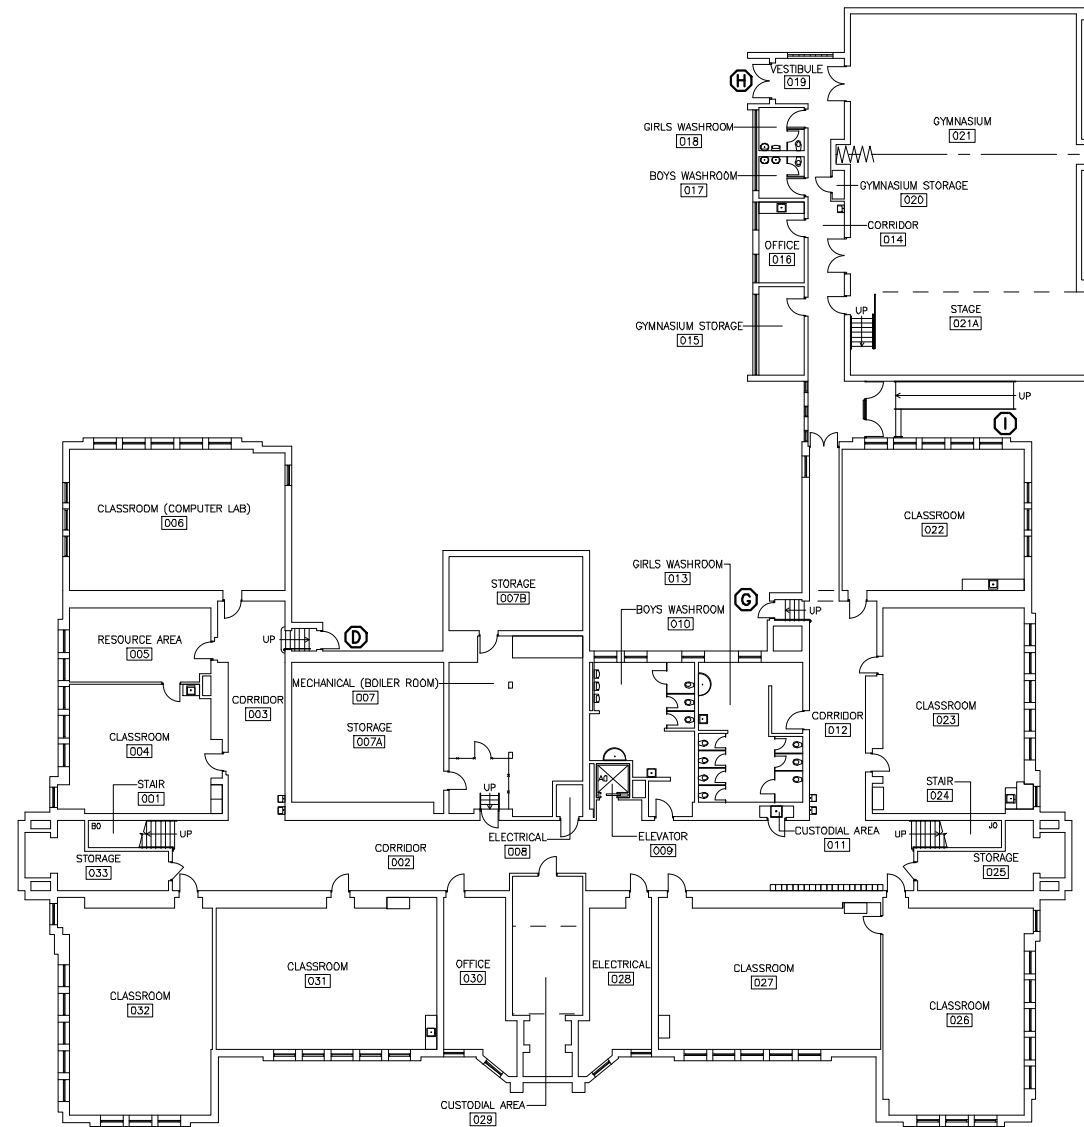 H
VESTIBULE
019
GIRLS WASHROOM
018
GYMNASIUM
021
BOYS WASHROOM
017
GYMNASIUM STORAGE
020
CORRIDOR
014
OFFICE
016
UP
STAGE
021A
GYMNASIUM STORAGE
015
UP
I
CLASSROOM (COMPUTER LAB)
006
CLASSROOM
022
STORAGE
007B
GIRLS WASHROOM
013
BOYS WASHROOM
010
G
UP
RESOURCE AREA
005
UP
D
MECHANICAL (BOILER ROOM)
007
CORRIDOR
003
STORAGE
007A
CLASSROOM
004
CORRIDOR
012
CLASSROOM
023
STAIR
001
UP
AO
STAIR
024
BO
UP
ELECTRICAL
008
ELEVATOR
009
CUSTODIAL AREA
011
UP
JO
STORAGE
033
CORRIDOR
002
STORAGE
025
CLASSROOM
031
OFFICE
030
ELECTRICAL
028
CLASSROOM
027
CLASSROOM
032
CLASSROOM
026
CUSTODIAL AREA
029